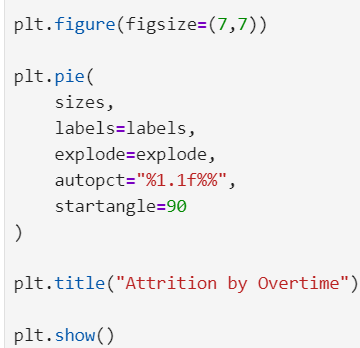 plt.figure(figsize=(7,7))
plt.pie(
    sizes,
    labels=labels,
    explode=explode,
    autopct="%1.1f%%",
    startangle=90
)
plt.title("Attrition by Overtime")
plt.show()